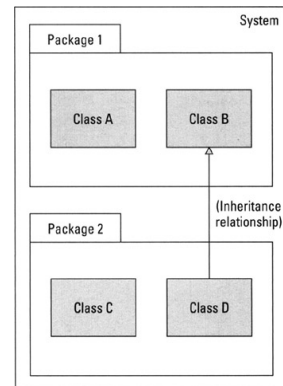 System
Package 1
Class A
Class B
(Inheritance
relationship)
Package 2
Class C
Class D